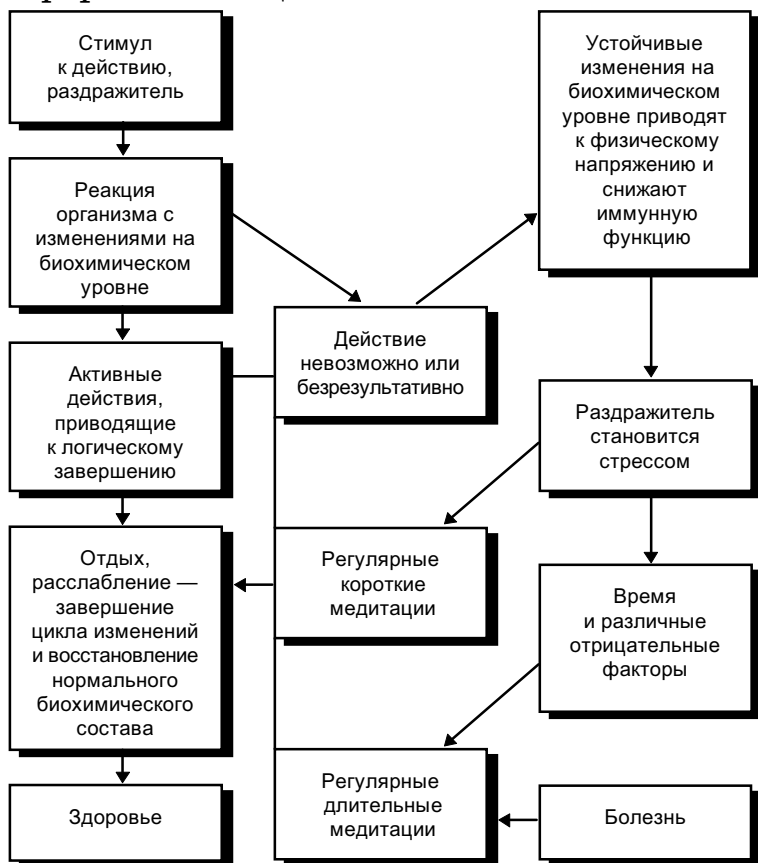 Стимул
к действию,
раздражитель
Реакция
организма с
изменениями на
биохимическом
уровне
Активные
действия,
приводящие
к логическому
завершению
Отдых,
расслабление —
завершение
цикла изменений
и восстановление
нормального
биохимического
состава
Здоровье
Действие
невозможно или
безрезультативно
Регулярные
короткие
медитации
Регулярные
длительные
медитации
Устойчивые
изменения на
биохимическом
уровне приводят
к физическому
напряжению и
снижают
иммунную
функцию
Раздражитель
становится
стрессом
Время
и различные
отрицательные
факторы
Болезнь